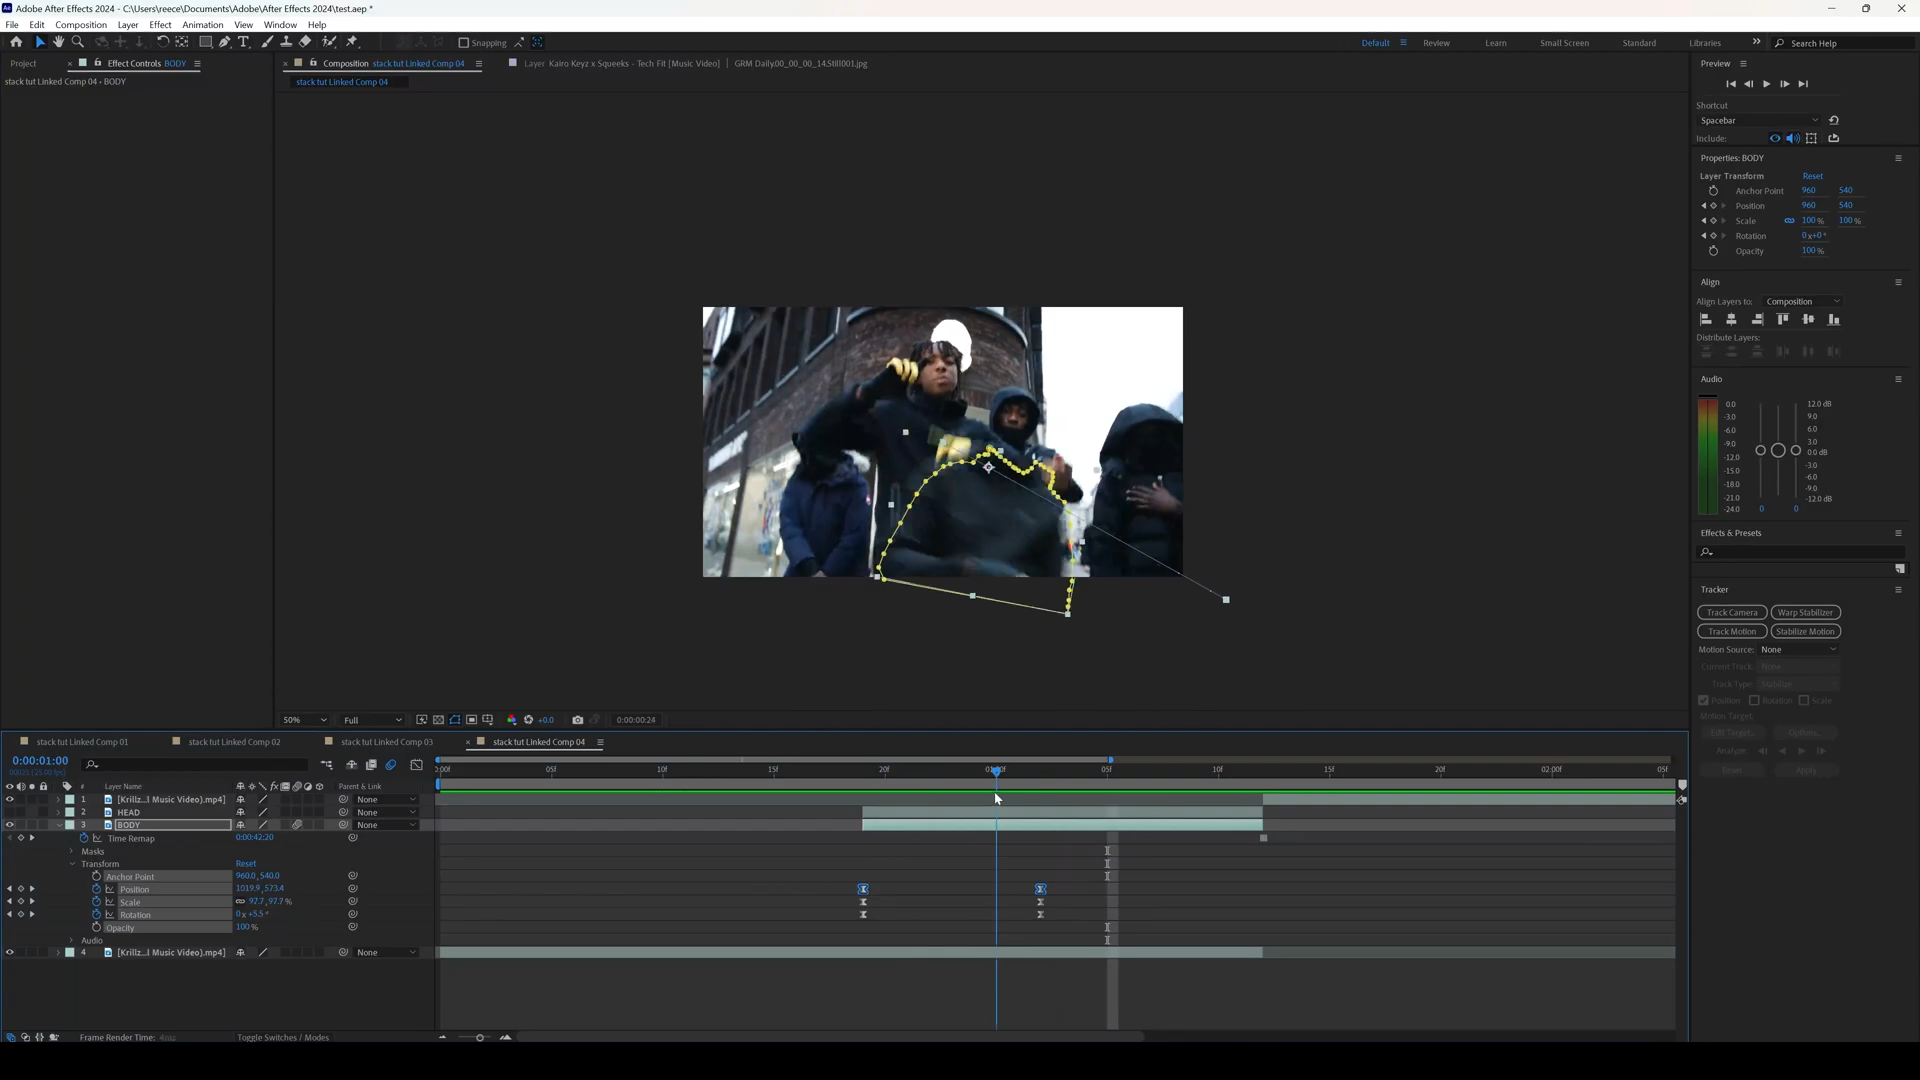 Adobe After Effects 2024 - C:\Users\reece\Documents\Adobe\After Effects 2024\test.aep *
File Edit Composition Layer Effect Animation View Window Help
Snapping
Default Review Learn Small Screen Standard Libraries Search Help
Project Effect Controls BODY
stack tut Linked Comp 04 • BODY
Composition stack tut Linked Comp 04
Layer Kairo Keyz x Squeeks - Tech Fit [Music Video] | GRM Daily.00_00_00_14.Still001.jpg
stack tut Linked Comp 04
Preview
Shortcut
Spacebar
Include:
Properties: BODY
Layer Transform Reset
Anchor Point 960 540
Position 960 540
Scale 100 % 100 %
Rotation 0 x+0 °
Opacity 100 %
Align
Align Layers to: Composition
Distribute Layers:
Audio
0.0 12.0 dB
-3.0 9.0
-6.0 6.0
-9.0 3.0
-12.0 0.0 dB
-15.0 -3.0
-18.0 -6.0
-21.0 -9.0
-24.0 -12.0 dB
0 0
Effects & Presets
Tracker
Track Camera Warp Stabilizer
Track Motion Stabilize Motion
Motion Source: None
Current Track: None
Track Type: Stabilize
Position Rotation Scale
Motion Target:
Edit Target... Options...
Analyze:
Reset Apply
50% Full +0.0 0:00:00:24
stack tut Linked Comp 01 stack tut Linked Comp 02 stack tut Linked Comp 03 stack tut Linked Comp 04
0:00:01:00
00025 (25.00 fps)
:00f 05f 10f 15f 20f 01:00f 05f 10f 15f 20f 02:00f 05f
# Layer Name Parent & Link
1 [Krillz...l Music Video).mp4] None
2 HEAD None
3 BODY None
Time Remap 0:00:42:20
Masks
Transform Reset
Anchor Point 960.0,540.0
Position 1019.9,573.4
Scale 97.7,97.7 %
Rotation 0 x +5.5 °
Opacity 100 %
Audio
4 [Krillz...l Music Video).mp4] None
Frame Render Time: 4ms Toggle Switches / Modes